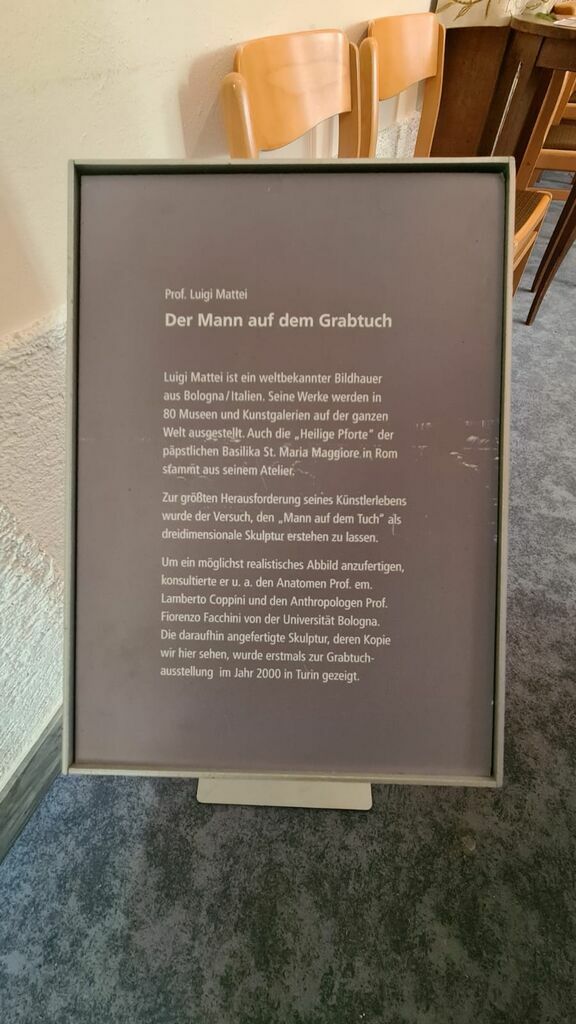 Prof. Luigi Mattei
Der Mann auf dem Grabtuch
Luigi Mattei ist ein weltbekannter Bildhauer
aus Bologna/Italien. Seine Werke werden in
80 Museen und Kunstgalerien auf der ganzen
Welt ausgestellt. Auch die „Heilige Pforte" der
päpstlichen Basilika St. Maria Maggiore in Rom
stammt aus seinem Atelier.
Zur größten Herausforderung seines Künstlerlebens
wurde der Versuch, den „Mann auf dem Tuch" als
dreidimensionale Skulptur erstehen zu lassen.
Um ein möglichst realistisches Abbild anzufertigen,
konsultierte er u. a. den Anatomen Prof. em.
Lamberto Coppini und den Anthropologen Prof.
Fiorenzo Facchini von der Universität Bologna.
Die daraufhin angefertigte Skulptur, deren Kopie
wir hier sehen, wurde erstmals zur Grabtuch-
ausstellung im Jahr 2000 in Turin gezeigt.